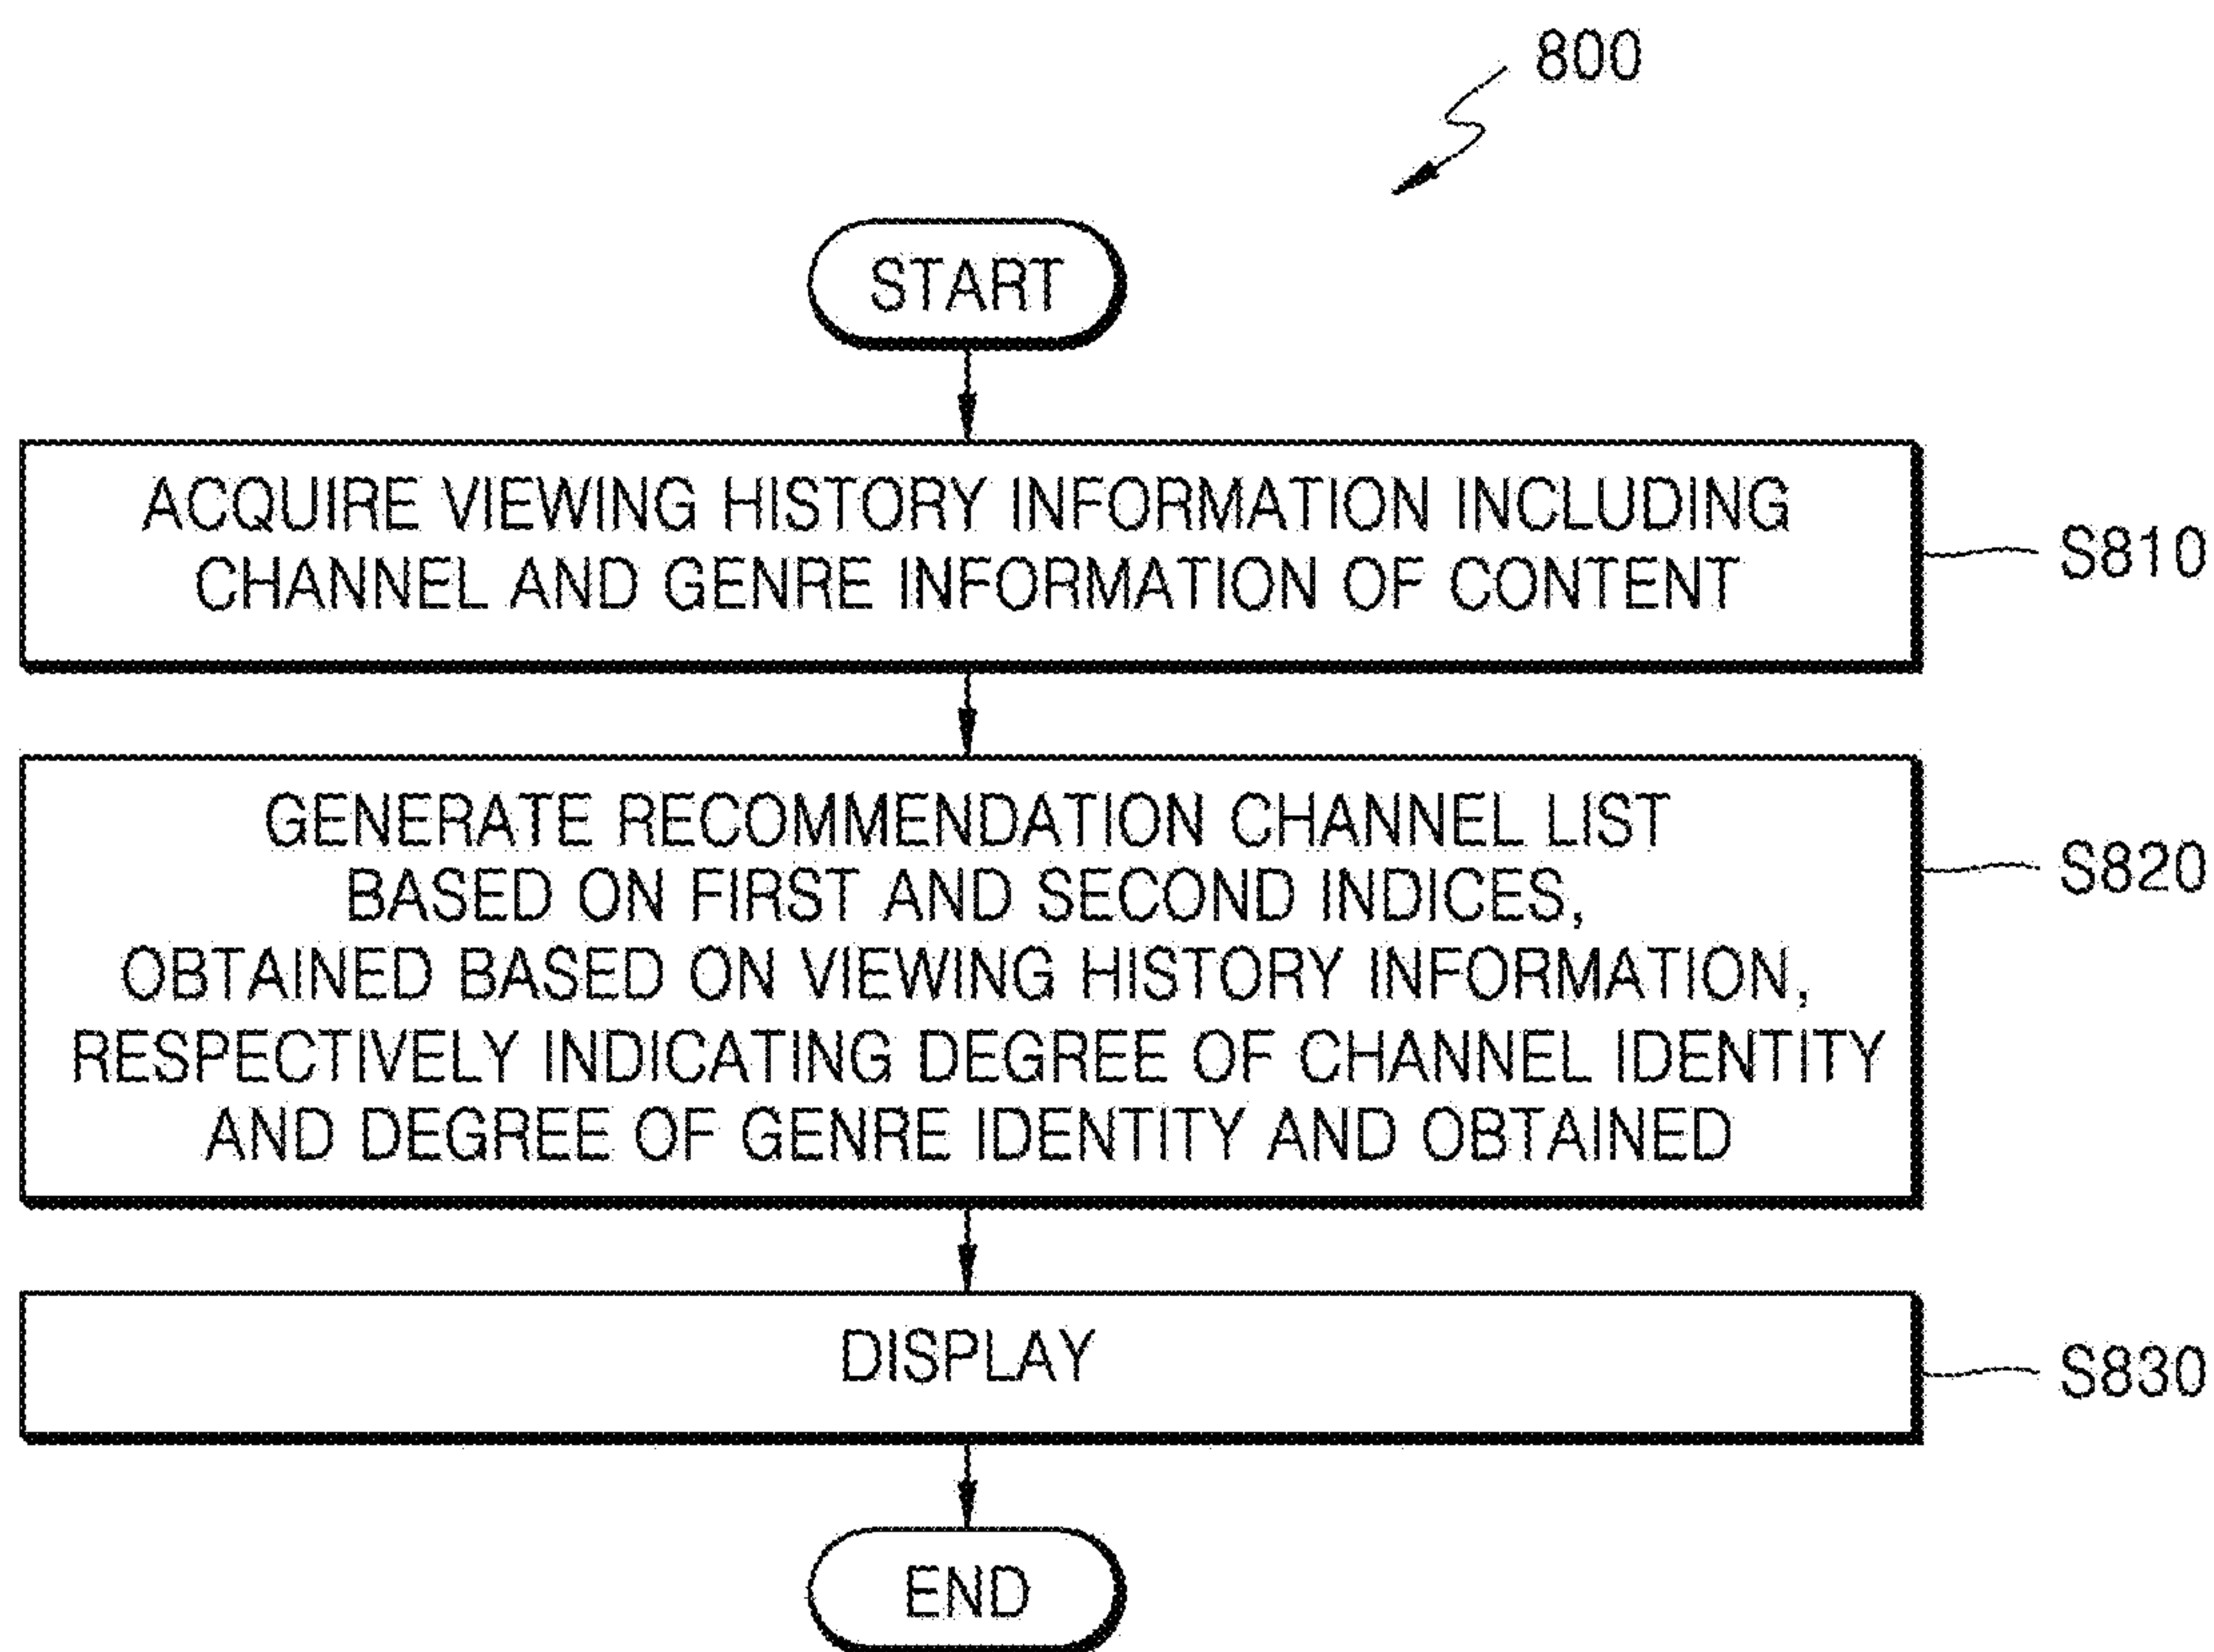 800
START
ACQUIRE VIEWING HISTORY INFORMATION INCLUDING
CHANNEL AND GENRE INFORMATION OF CONTENT
S810
GENERATE RECOMMENDATION CHANNEL LIST
BASED ON FIRST AND SECOND INDICES,
OBTAINED BASED ON VIEWING HISTORY INFORMATION,
RESPECTIVELY INDICATING DEGREE OF CHANNEL IDENTITY
AND DEGREE OF GENRE IDENTITY AND OBTAINED
S820
DISPLAY
S830
END